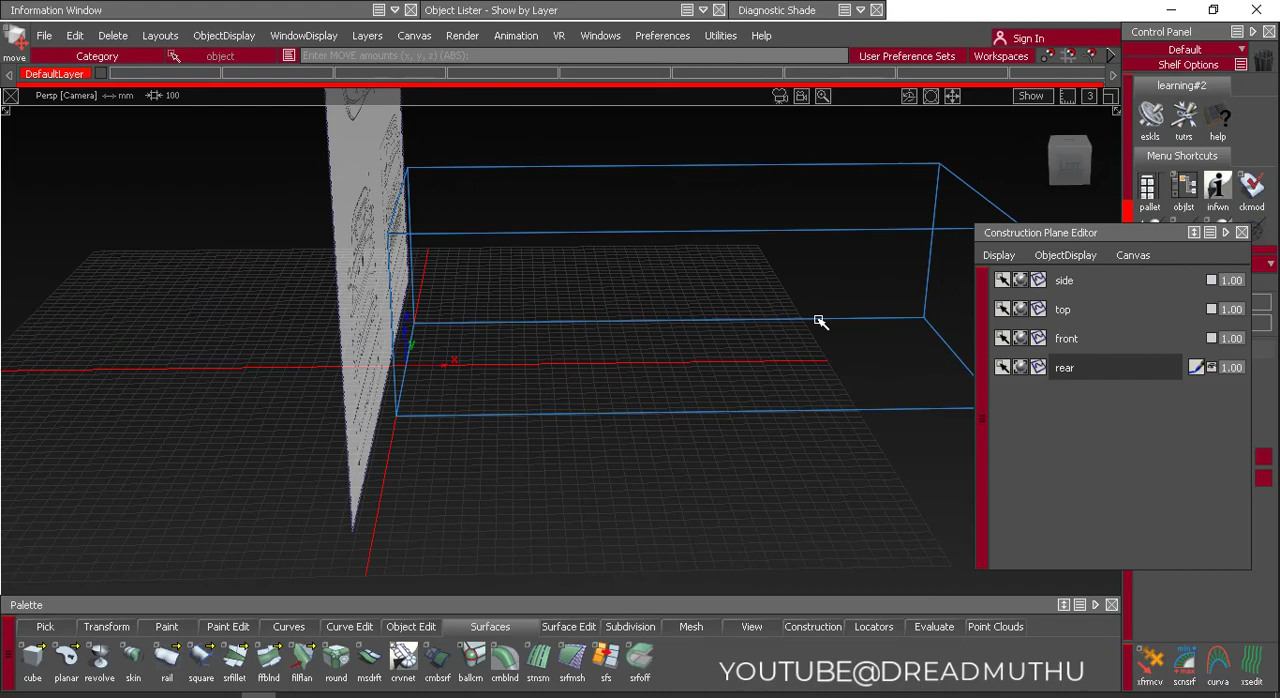 Information Window
Object Lister - Show by Layer
Diagnostic Shade
File Edit Delete Layouts ObjectDisplay WindowDisplay Layers Canvas Render Animation VR Windows Preferences Utilities Help
Sign In
move
Category
object
Enter MOVE amounts (x, y, z) (ABS):
User Preference Sets
Workspaces
DefaultLayer
Persp [Camera] mm 100
Show
3
x
y
Control Panel
Default
Shelf Options
learning#2
eskls tutrs help
Menu Shortcuts
pallet objlst infwn ckmod
Construction Plane Editor
Display ObjectDisplay Canvas
side 1.00
top 1.00
front 1.00
rear 1.00
Palette
Pick Transform Paint Paint Edit Curves Curve Edit Object Edit Surfaces Surface Edit Subdivision Mesh View Construction Locators Evaluate Point Clouds
cube planar revolve skin rail square srfillet ffblnd filflan round msdrft crvnet cmbsrf ballcrn stnsrn srfmsh sfs srfoff
YOUTUBE@DREADMUTHU
xfrmcv scnsrf curva xsedit